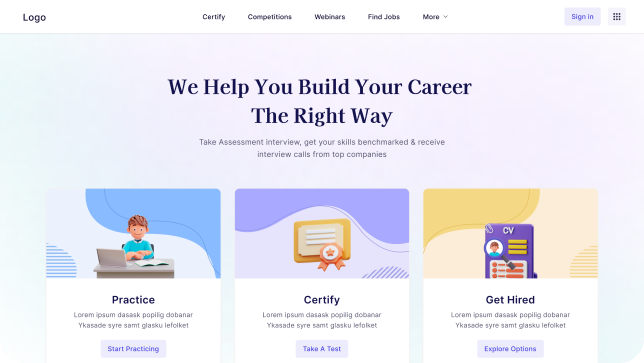 Logo
Certify
Competitions
Webinars
Find Jobs
More
Sign in
We Help You Build Your Career
The Right Way
Take Assessment interview, get your skills benchmarked & receive
interview calls from top companies
CV
Practice
Lorem ipsum dolor popilig dobanar
Ykasade syre samt glasku lefolket
Start Practicing
Certify
Lorem ipsum dolor popilig dobanar
Ykasade syre samt glasku lefolket
Take A Test
Get Hired
Lorem ipsum dolor popilig dobanar
Ykasade syre samt glasku lefolket
Explore Options